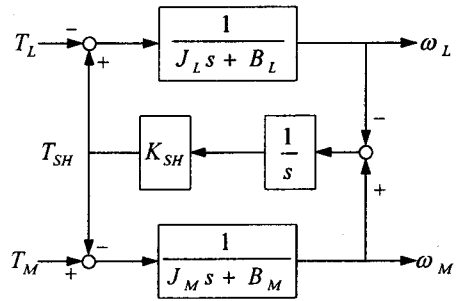 T_L − + 1 / (J_L s + B_L) ω_L
−
T_SH K_SH 1 / s
+
T_M + − 1 / (J_M s + B_M) ω_M